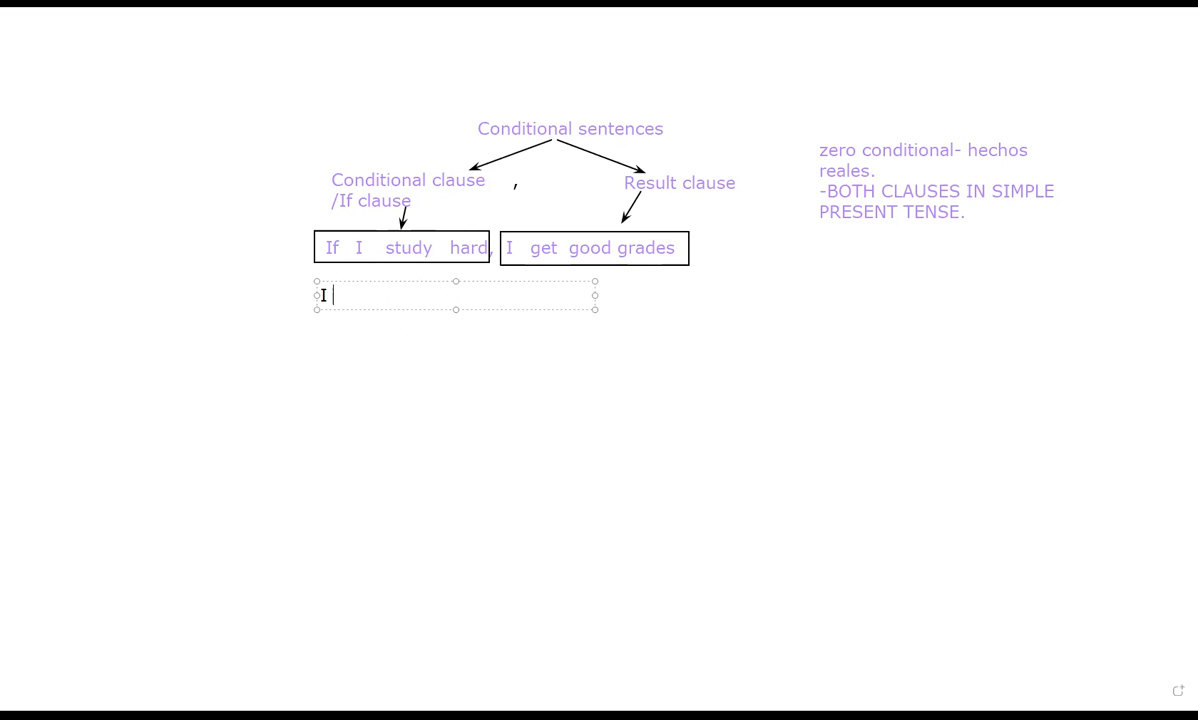 Conditional sentences
Conditional clause
/If clause
,
Result clause
If I study hard, I get good grades
I
zero conditional- hechos
reales.
-BOTH CLAUSES IN SIMPLE
PRESENT TENSE.